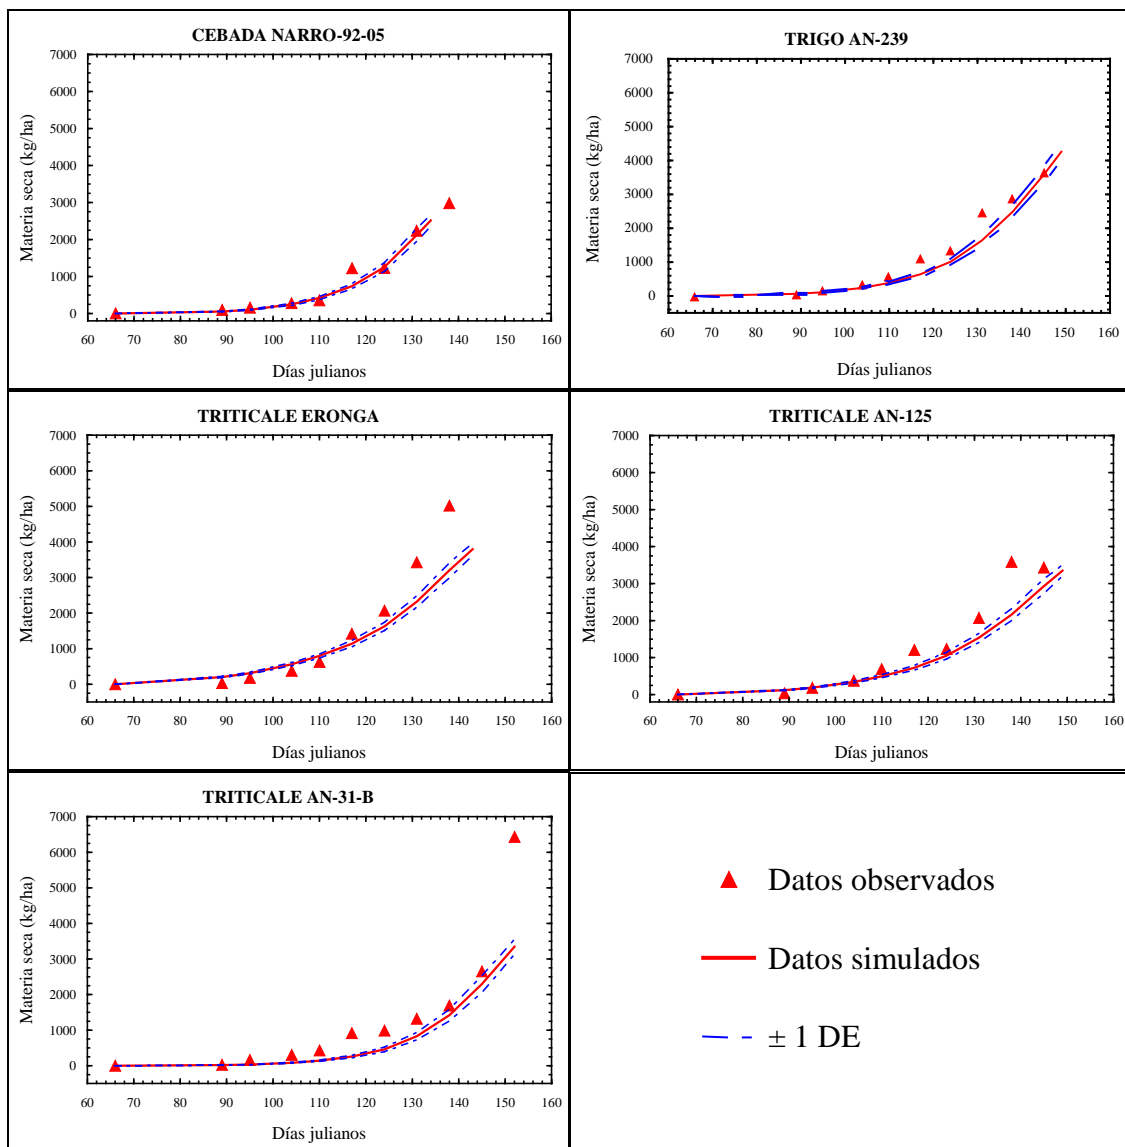 CEBADA NARRO-92-05
7000
6000
5000
4000
3000
2000
1000
0
Materia seca (kg/ha)
60 70 80 90 100 110 120 130 140 150 160
Días julianos
TRIGO AN-239
7000
6000
5000
4000
3000
2000
1000
0
Materia seca (kg/ha)
60 70 80 90 100 110 120 130 140 150 160
Días julianos
TRITICALE ERONGA
7000
6000
5000
4000
3000
2000
1000
0
Materia seca (kg/ha)
60 70 80 90 100 110 120 130 140 150 160
Días julianos
TRITICALE AN-125
7000
6000
5000
4000
3000
2000
1000
0
Materia seca (kg/ha)
60 70 80 90 100 110 120 130 140 150 160
Días julianos
TRITICALE AN-31-B
7000
6000
5000
4000
3000
2000
1000
0
Materia seca (kg/ha)
60 70 80 90 100 110 120 130 140 150 160
Días julianos
Datos observados
Datos simulados
± 1 DE